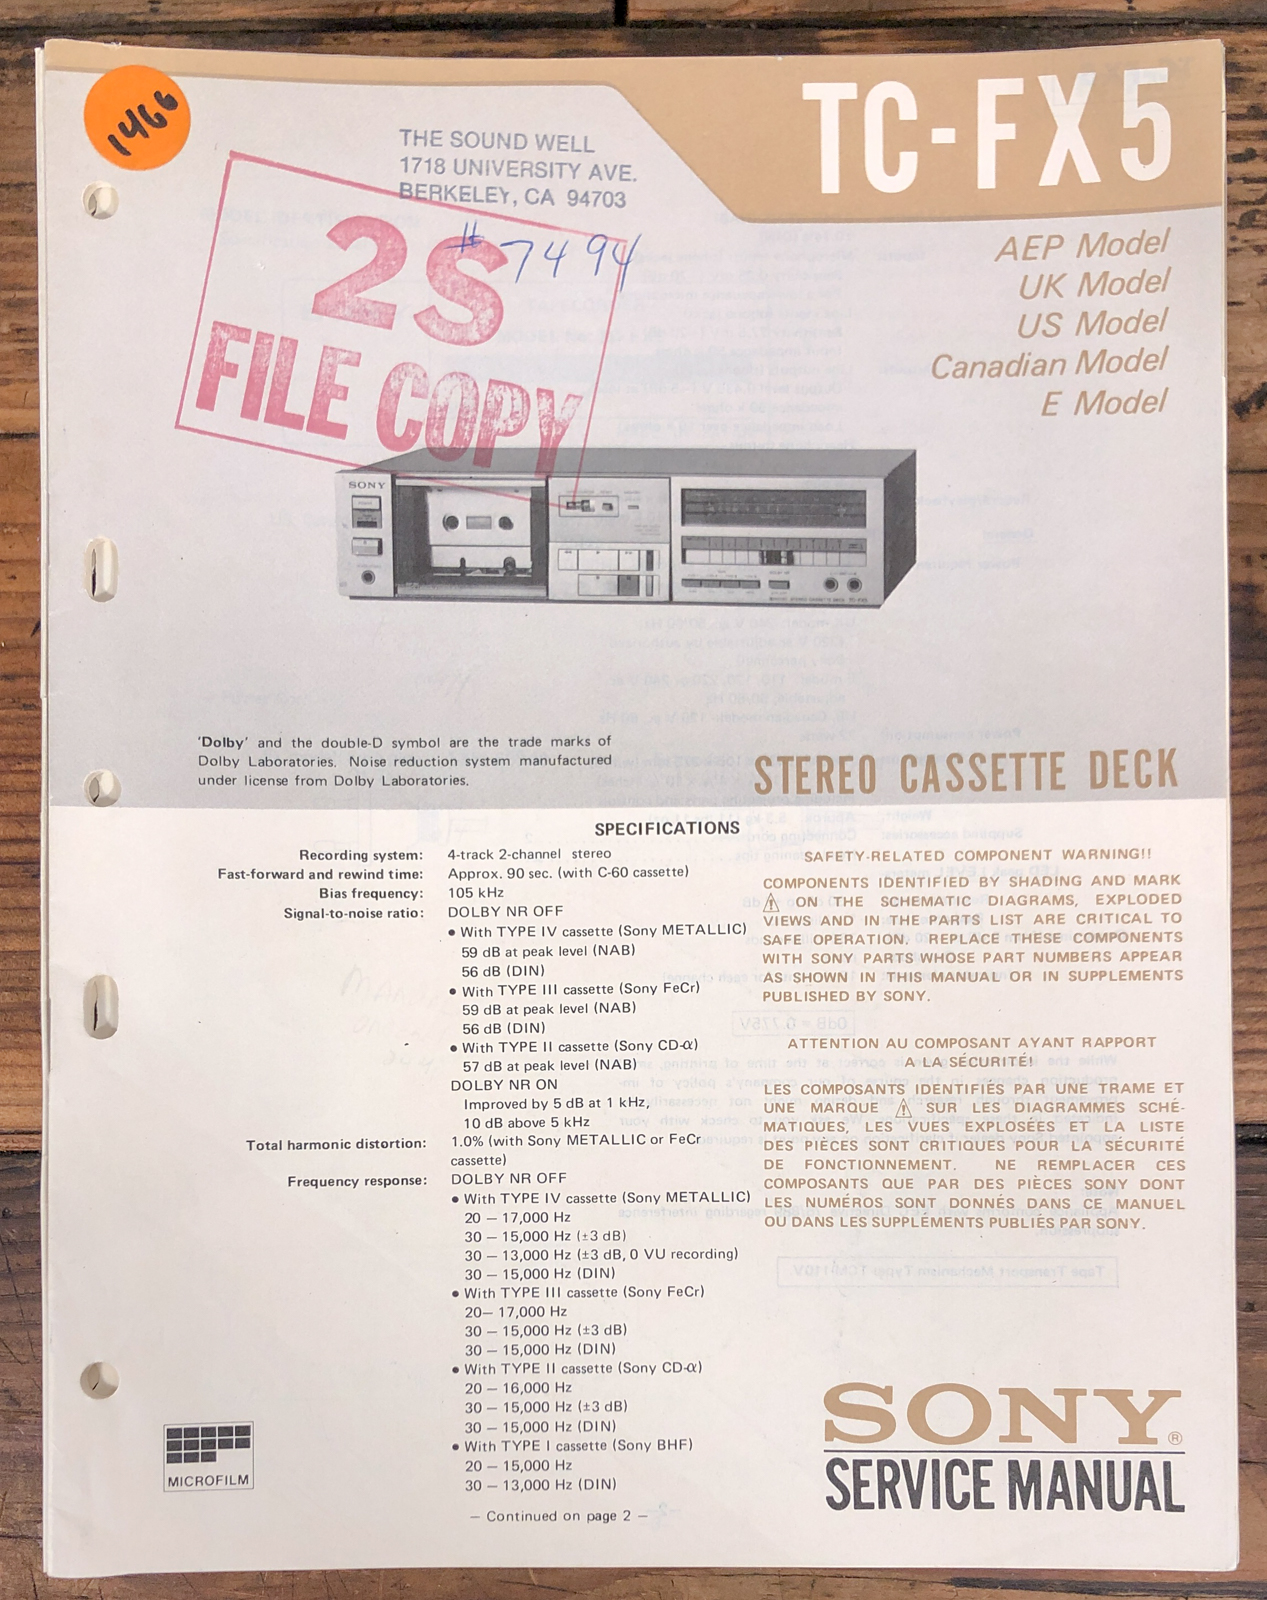 1466
TC-FX5
THE SOUND WELL
1718 UNIVERSITY AVE.
BERKELEY, CA 94703
#7494
2S
FILE COPY
AEP Model
UK Model
US Model
Canadian Model
E Model
SONY
'Dolby' and the double-D symbol are the trade marks of
Dolby Laboratories. Noise reduction system manufactured
under license from Dolby Laboratories.
STEREO CASSETTE DECK
SPECIFICATIONS
Recording system: 4-track 2-channel stereo
Fast-forward and rewind time: Approx. 90 sec. (with C-60 cassette)
Bias frequency: 105 kHz
Signal-to-noise ratio: DOLBY NR OFF
• With TYPE IV cassette (Sony METALLIC)
59 dB at peak level (NAB)
56 dB (DIN)
• With TYPE III cassette (Sony FeCr)
59 dB at peak level (NAB)
56 dB (DIN)
• With TYPE II cassette (Sony CD-α)
57 dB at peak level (NAB)
DOLBY NR ON
Improved by 5 dB at 1 kHz,
10 dB above 5 kHz
Total harmonic distortion: 1.0% (with Sony METALLIC or FeCr
cassette)
Frequency response: DOLBY NR OFF
• With TYPE IV cassette (Sony METALLIC)
20 – 17,000 Hz
30 – 15,000 Hz (±3 dB)
30 – 13,000 Hz (±3 dB, 0 VU recording)
30 – 15,000 Hz (DIN)
• With TYPE III cassette (Sony FeCr)
20– 17,000 Hz
30 – 15,000 Hz (±3 dB)
30 – 15,000 Hz (DIN)
• With TYPE II cassette (Sony CD-α)
20 – 16,000 Hz
30 – 15,000 Hz (±3 dB)
30 – 15,000 Hz (DIN)
• With TYPE I cassette (Sony BHF)
20 – 15,000 Hz
30 – 13,000 Hz (DIN)
– Continued on page 2 –
SAFETY-RELATED COMPONENT WARNING!!
COMPONENTS IDENTIFIED BY SHADING AND MARK
⚠ ON THE SCHEMATIC DIAGRAMS, EXPLODED
VIEWS AND IN THE PARTS LIST ARE CRITICAL TO
SAFE OPERATION. REPLACE THESE COMPONENTS
WITH SONY PARTS WHOSE PART NUMBERS APPEAR
AS SHOWN IN THIS MANUAL OR IN SUPPLEMENTS
PUBLISHED BY SONY.
ATTENTION AU COMPOSANT AYANT RAPPORT
A LA SÉCURITÉ!
LES COMPOSANTS IDENTIFIÉS PAR UNE TRAME ET
UNE MARQUE ⚠ SUR LES DIAGRAMMES SCHÉ-
MATIQUES, LES VUES EXPLOSÉES ET LA LISTE
DES PIÈCES SONT CRITIQUES POUR LA SÉCURITÉ
DE FONCTIONNEMENT. NE REMPLACER CES
COMPOSANTS QUE PAR DES PIÈCES SONY DONT
LES NUMÉROS SONT DONNÉS DANS CE MANUEL
OU DANS LES SUPPLÉMENTS PUBLIÉS PAR SONY.
MICROFILM
SONY®
SERVICE MANUAL